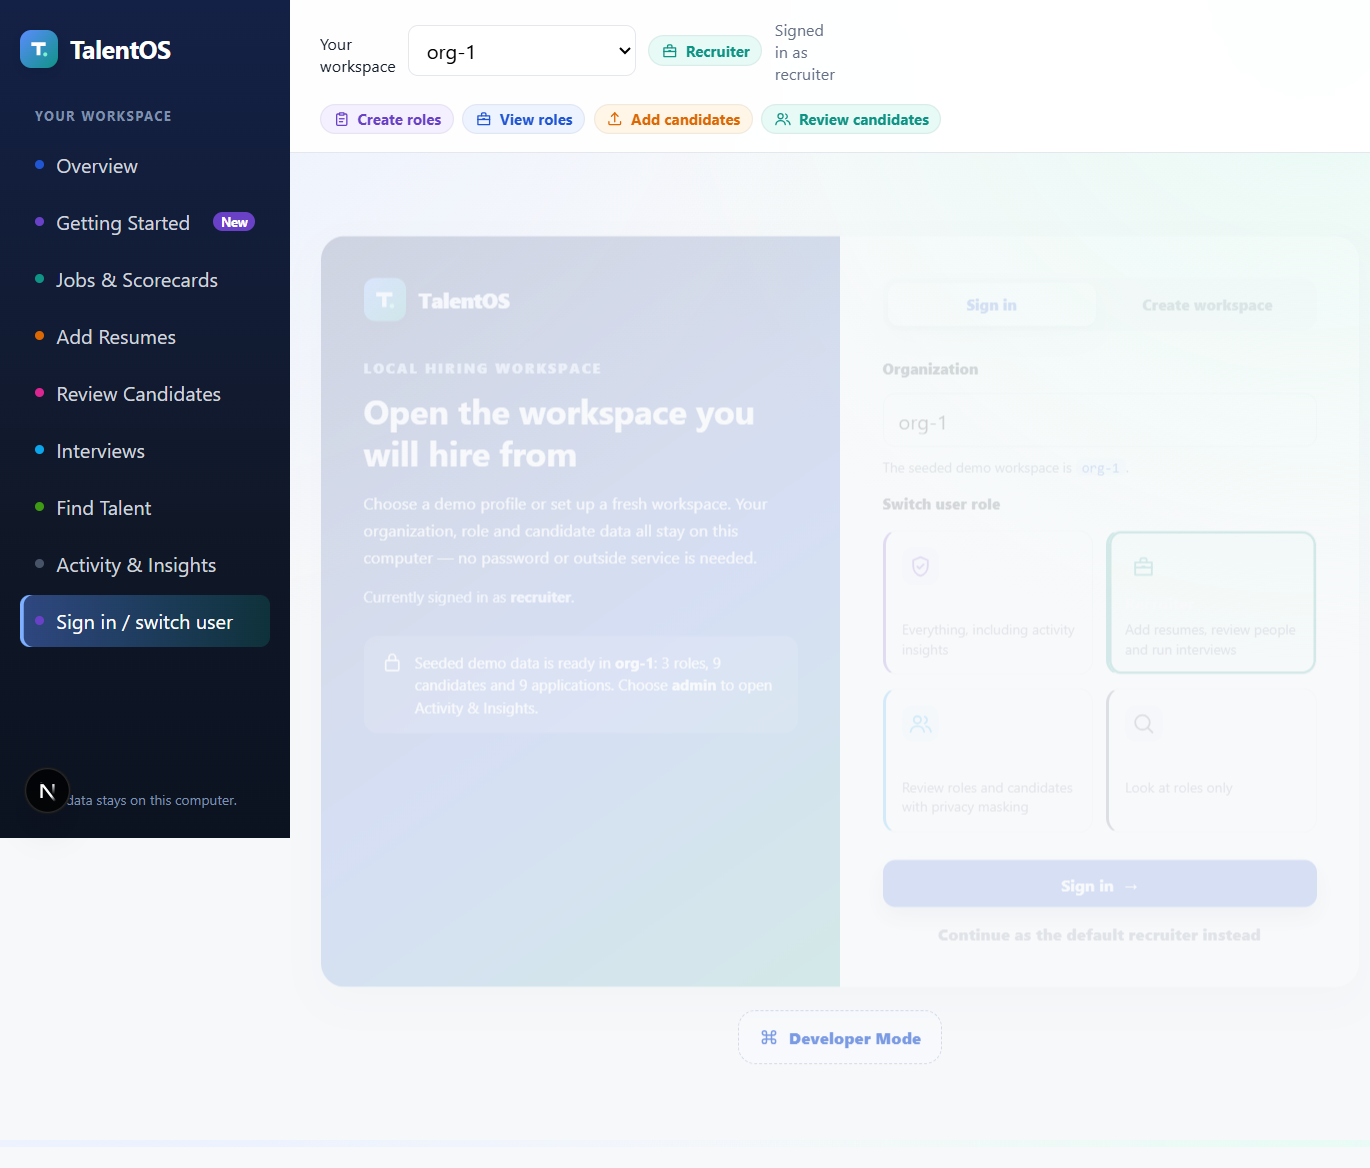 TalentOS
YOUR WORKSPACE
Overview
Getting Started New
Jobs & Scorecards
Add Resumes
Review Candidates
Interviews
Find Talent
Activity & Insights
Sign in / switch user
data stays on this computer.
Your
workspace
org-1
Recruiter
Signed
in as
recruiter
Create roles
View roles
Add candidates
Review candidates
TalentOS
LOCAL HIRING WORKSPACE
Open the workspace you
will hire from
Choose a demo profile or set up a fresh workspace. Your
organization, role and candidate data all stay on this
computer — no password or outside service is needed.
Currently signed in as recruiter.
Seeded demo data is ready in org-1: 3 roles, 9
candidates and 9 applications. Choose admin to open
Activity & Insights.
Sign in
Create workspace
Organization
org-1
The seeded demo workspace is org-1.
Switch user role
Everything, including activity
insights
Add resumes, review people
and run interviews
Review roles and candidates
with privacy masking
Look at roles only
Sign in →
Continue as the default recruiter instead
Developer Mode